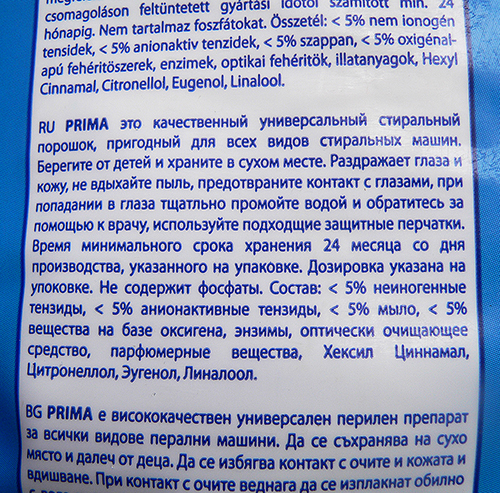 csomagoláson feltüntetett gyártási időtől számított min. 24
hónapig. Nem tartalmaz foszfátokat. Összetél: < 5% nem ionogén
tensidek, < 5% anionaktiv tenzidek, < 5% szappan, < 5% oxigénal-
apú fehérítöszerek, enzimek, optikai fehérítők, illatanyagok, Hexyl
Cinnamal, Citronellol, Eugenol, Linalool.
RU PRIMA это качественный универсальный стиральный
порошок, пригодный для всех видов стиральных машин.
Берегите от детей и храните в сухом месте. Раздражает глаза и
кожу, не вдыхайте пыль, предотвраните контакт с глазами, при
попадании в глаза тщатльно промойте водой и обратитесь за
помощью к врачу, используйте подходящие защитные перчатки.
Время минимального срока хранения 24 месяца со дня
производства, указанного на упаковке. Дозировка указана на
упоковке. Не содержит фосфаты. Состав: < 5% неиногенные
тензиды, < 5% анионактивные тензиды, < 5% мыло, < 5%
вещества на базе оксигена, энзимы, оптически очищающее
средство, парфюмерные вещества, Хексил Циннамал,
Цитронеллол, Эугенол, Линалоол.
BG PRIMA е висококачествен универсален перилен препарат
за всички видове перални машини. Да се съхранява на сухо
място и далеч от деца. Да се избягва контакт с очите и кожата и
вдишване. При контакт с очите веднага да се изплакнат обилно